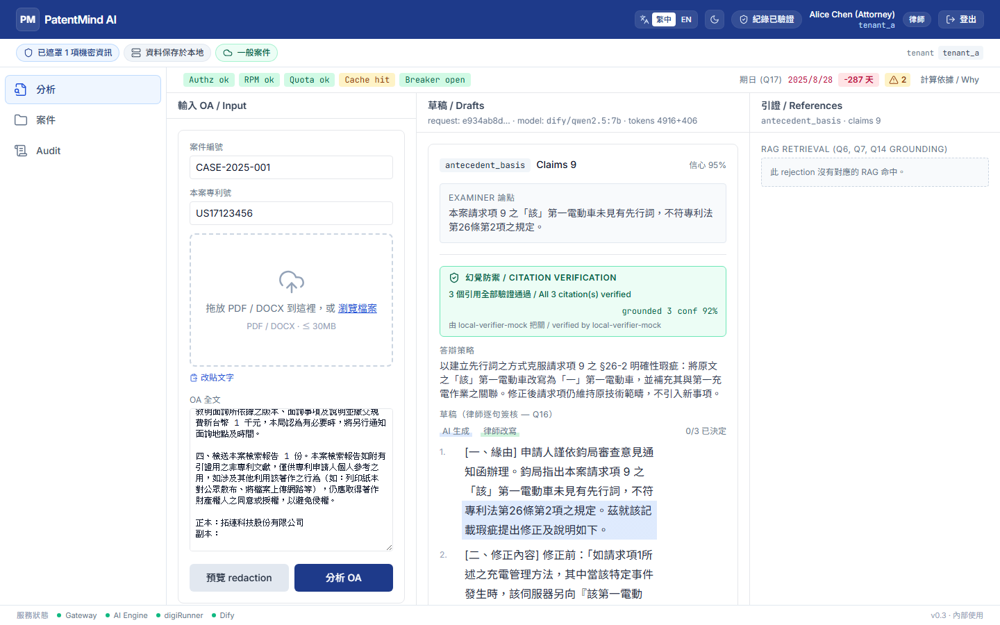 PM PatentMind AI
繁中 EN
紀錄已驗證
Alice Chen (Attorney)
tenant_a
律師
登出
已遮罩 1 項機密資訊
資料保存於本地
一般案件
tenant tenant_a
分析
案件
Audit
Authz ok
RPM ok
Quota ok
Cache hit
Breaker open
期日 (Q17) 2025/8/28 -287 天
2
計算依據 / Why
輸入 OA / Input
案件編號
CASE-2025-001
本案專利號
US17123456
拖放 PDF / DOCX 到這裡，或 瀏覽檔案
PDF / DOCX · ≤ 30MB
改貼文字
OA 全文
敘明面詢所依據之版本、面詢事項及說明並繳交規
費新台幣 1 千元，本局認為有必要時，將另行通知
面詢地點及時間。
四、檢送本案檢索報告 1 份。本案檢索報告如附有
引證用之非專利文獻，僅供專利申請人個人參考之
用，如涉及其他利用該著作之行為（如：列印紙本
對公眾散布、將檔案上傳網路等），仍應取得著作
財產權人之同意或授權，以避免侵權。
正本：拓連科技股份有限公司
副本：
預覽 redaction
分析 OA
草稿 / Drafts
request: e934ab8d... · model: dify/qwen2.5:7b · tokens 4916+406
antecedent_basis Claims 9
信心 95%
EXAMINER 論點
本案請求項 9 之「該」第一電動車未見有先行詞，不符專利法
第26條第2項之規定。
幻覺防禦 / CITATION VERIFICATION
3 個引用全部驗證通過 / All 3 citation(s) verified
grounded 3 conf 92%
由 local-verifier-mock 把關 / verified by local-verifier-mock
答辯策略
以建立先行詞之方式克服請求項 9 之 §26-2 明確性瑕疵：將原文
之「該」第一電動車改寫為「一」第一電動車，並補充其與第一充
電作業之關聯。修正後請求項仍維持原技術範疇，不引入新事項。
草稿（律師逐句簽核 — Q16）
AI 生成 律師改寫
0/3 已決定
1. [一、緣由] 申請人謹依鈞局審查意見通
知函辦理。鈞局指出本案請求項 9 之
「該」第一電動車未見有先行詞，不符
專利法第26條第2項之規定。茲就該記
載瑕疵提出修正及說明如下。
2. [二、修正內容] 修正前：「如請求項1所
述之充電管理方法，其中當該特定事件
發生時，該伺服器另向『該第一電動
引證 / References
antecedent_basis · claims 9
RAG RETRIEVAL (Q6, Q7, Q14 GROUNDING)
此 rejection 沒有對應的 RAG 命中。
服務狀態
Gateway
AI Engine
digiRunner
Dify
v0.3 · 內部使用